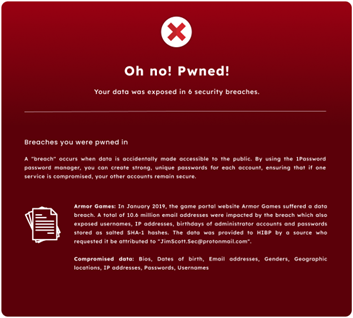 Oh no! Pwned!
Your data was exposed in 6 security breaches.
Breaches you were pwned in
A "breach" occurs when data is accidentally made accessible to the public. By using the 1Password
password manager, you can create strong, unique passwords for each account, ensuring that if one
service is compromised, your other accounts remain secure.
Armor Games: In January 2019, the game portal website Armor Games suffered a data
breach. A total of 10.6 million email addresses were impacted by the breach which also
exposed usernames, IP addresses, birthdays of administrator accounts and passwords
stored as salted SHA-1 hashes. The data was provided to HIBP by a source who
requested it be attributed to "JimScott.Sec@protonmail.com".
Compromised data: Bios, Dates of birth, Email addresses, Genders, Geographic
locations, IP addresses, Passwords, Usernames